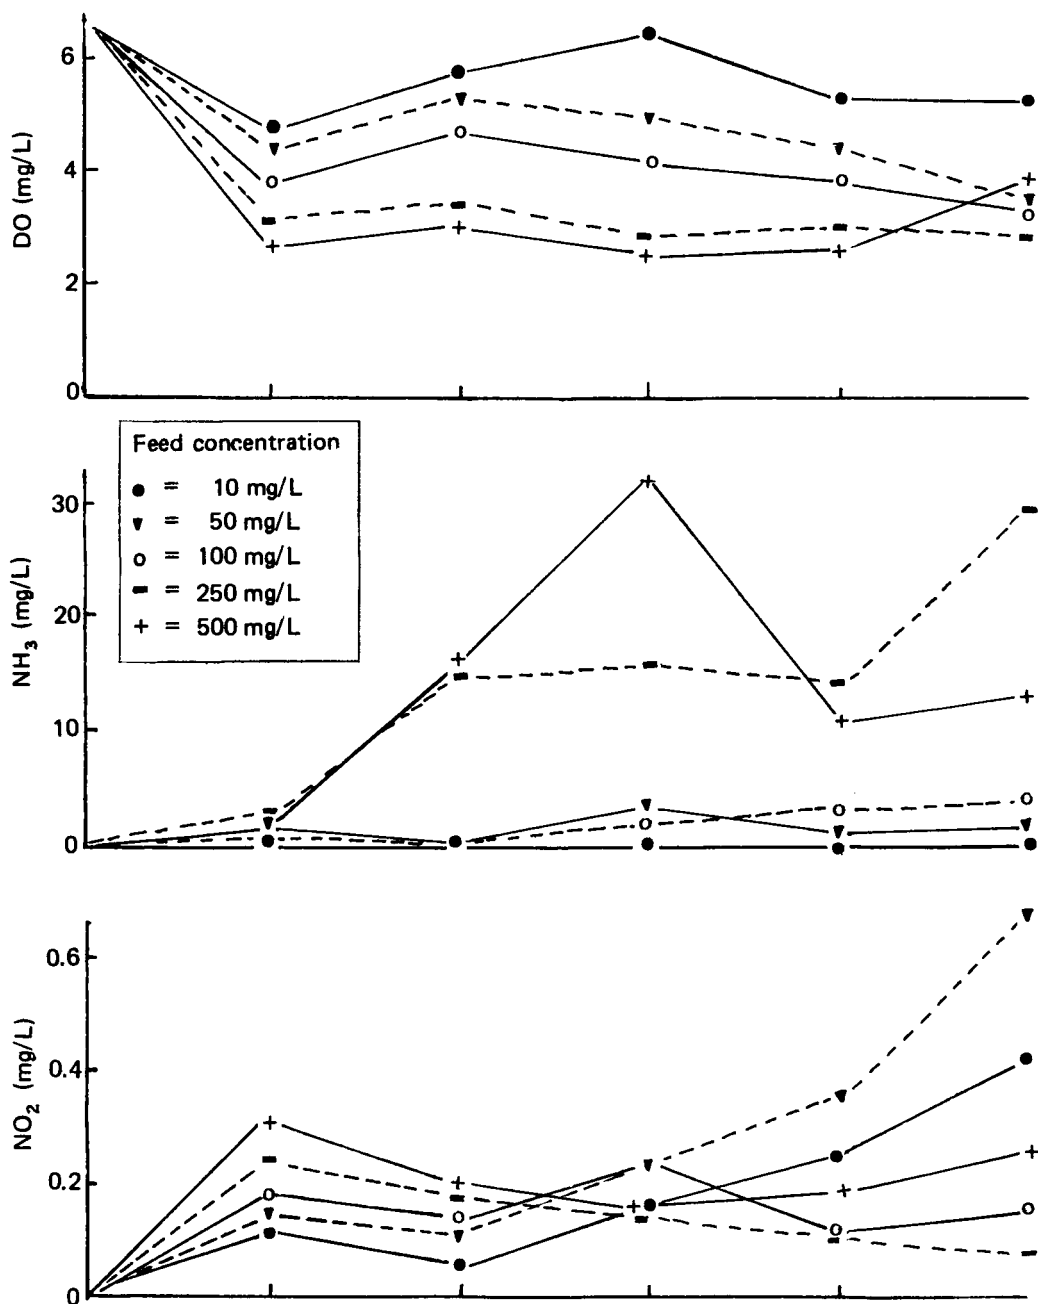 DO (mg/L)
6
4
2
0
Feed concentration
● = 10 mg/L
▼ = 50 mg/L
o = 100 mg/L
- = 250 mg/L
+ = 500 mg/L
NH₃ (mg/L)
30
20
10
0
NO₂ (mg/L)
0.6
0.4
0.2
0